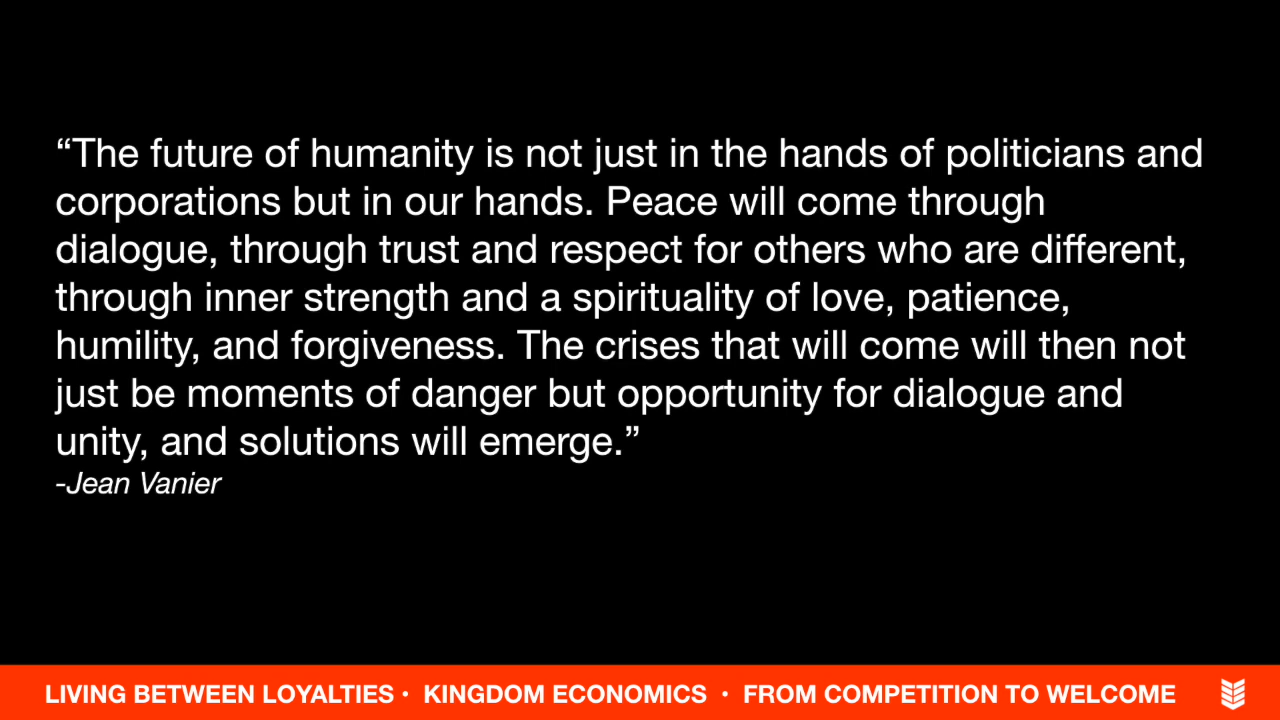 “The future of humanity is not just in the hands of politicians and
corporations but in our hands. Peace will come through
dialogue, through trust and respect for others who are different,
through inner strength and a spirituality of love, patience,
humility, and forgiveness. The crises that will come will then not
just be moments of danger but opportunity for dialogue and
unity, and solutions will emerge.”
-Jean Vanier
LIVING BETWEEN LOYALTIES • KINGDOM ECONOMICS • FROM COMPETITION TO WELCOME